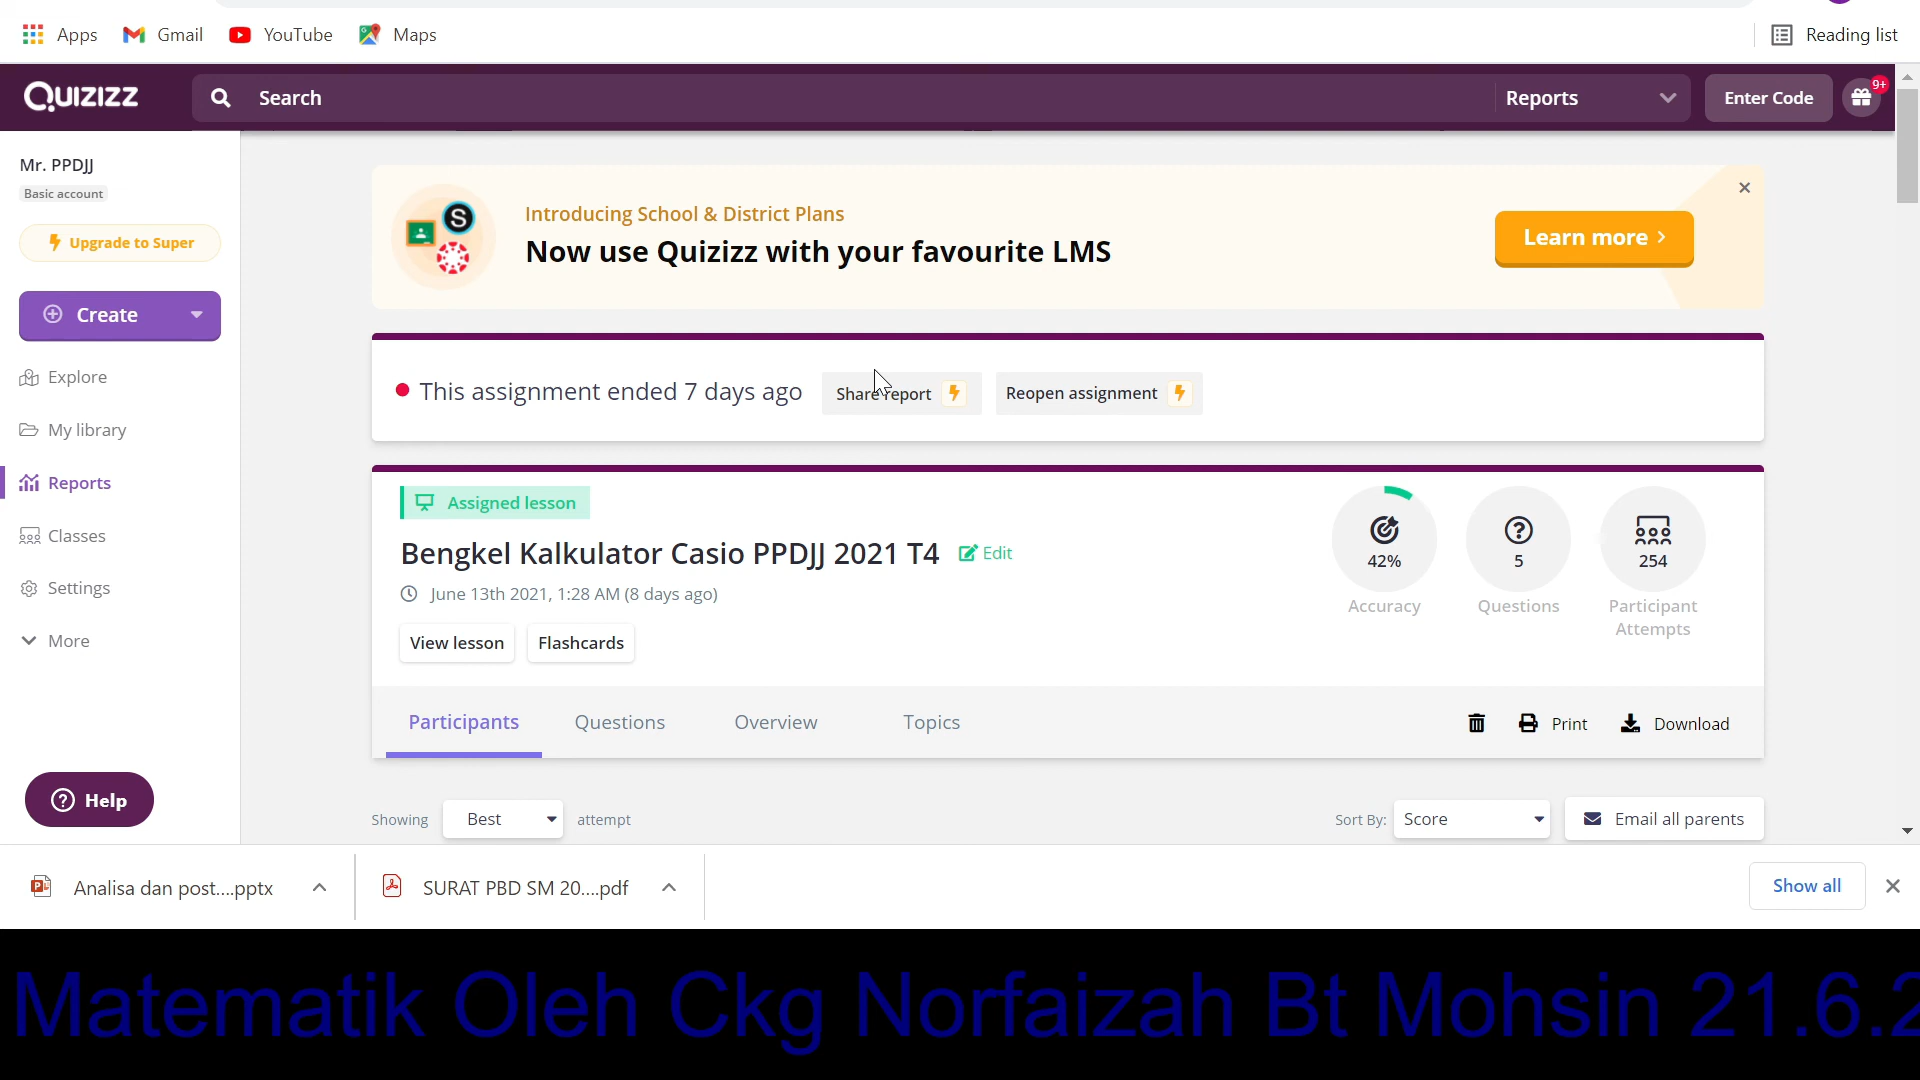 Apps Gmail YouTube Maps Reading list
QUIZIZZ Search Reports Enter Code 9+
Mr. PPDJJ
Basic account
Upgrade to Super
Create
Explore
My library
Reports
Classes
Settings
More
Help
Introducing School & District Plans
Now use Quizizz with your favourite LMS
Learn more
This assignment ended 7 days ago Share report Reopen assignment
Assigned lesson
Bengkel Kalkulator Casio PPDJJ 2021 T4 Edit
June 13th 2021, 1:28 AM (8 days ago)
View lesson Flashcards
42% 5 254
Accuracy Questions Participant
Attempts
Participants Questions Overview Topics Print Download
Showing Best attempt Sort By: Score Email all parents
Analisa dan post....pptx SURAT PBD SM 20....pdf Show all
Matematik Oleh Ckg Norfaizah Bt Mohsin 21.6.2